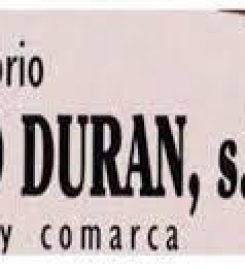 orio
O DURAN, s.
y comarca